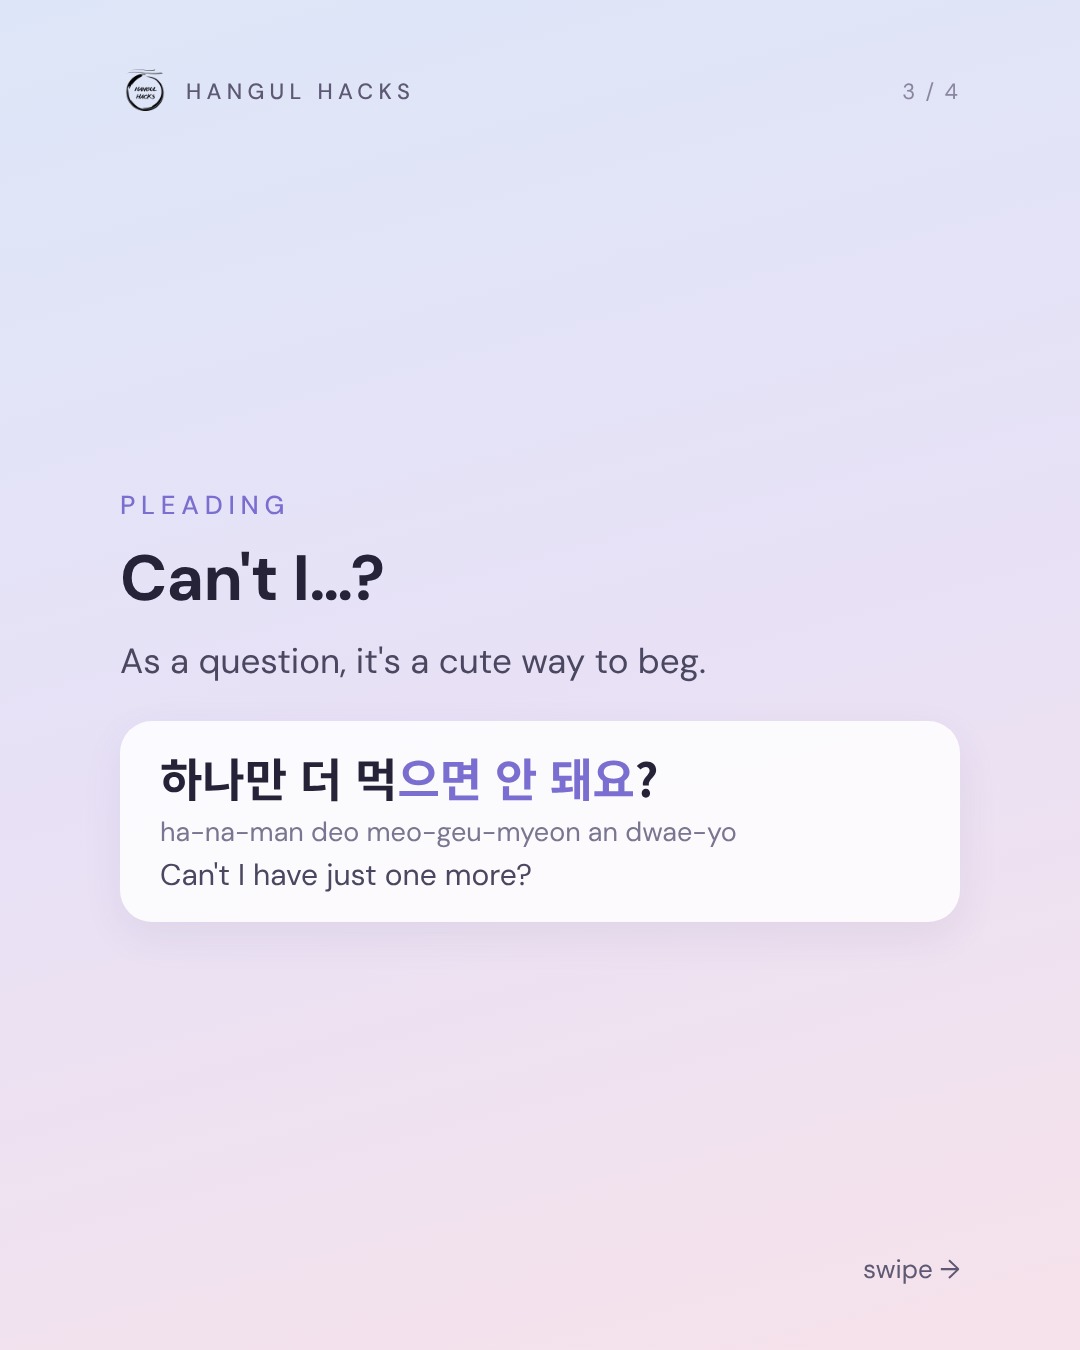 HANGUL HACKS
HANGUL HACKS
3 / 4
PLEADING
Can't I...?
As a question, it's a cute way to beg.
하나만 더 먹으면 안 돼요?
ha-na-man deo meo-geu-myeon an dwae-yo
Can't I have just one more?
swipe →